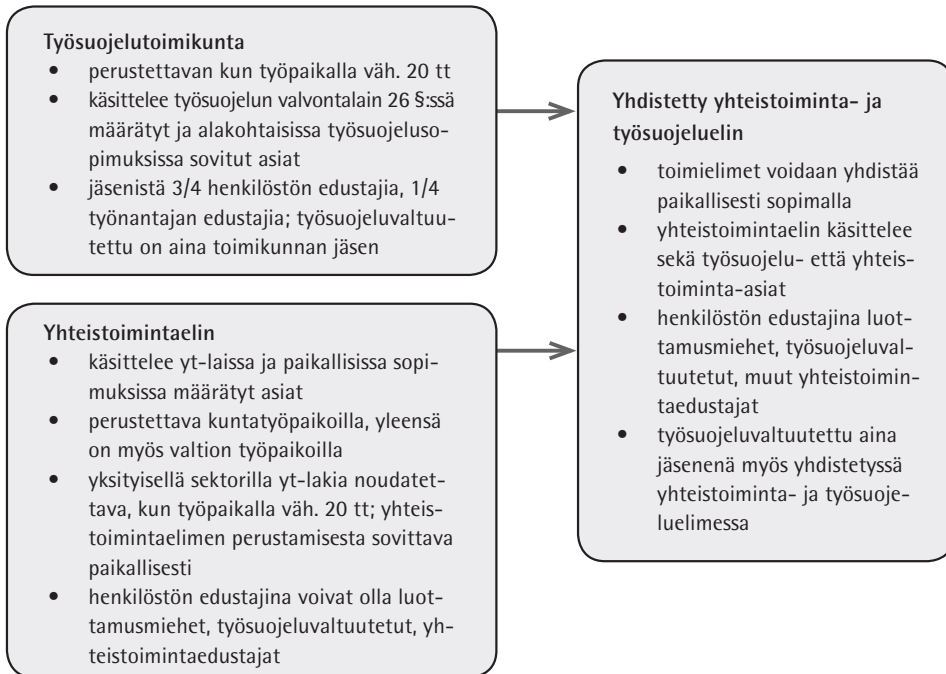 Työsuojelutoimikunta
• perustettavan kun työpaikalla väh. 20 tt
• käsittelee työsuojelun valvontalain 26 §:ssä
määrätyt ja alakohtaisissa työsuojeluso-
pimuksissa sovitut asiat
• jäsenistä 3/4 henkilöstön edustajia, 1/4
työnantajan edustajia; työsuojeluvaltuu-
tettu on aina toimikunnan jäsen
Yhteistoimintaelin
• käsittelee yt-laissa ja paikallisissa sopi-
muksissa määrätyt asiat
• perustettava kuntatyöpaikoilla, yleensä
on myös valtion työpaikoilla
• yksityisellä sektorilla yt-lakia noudatet-
tava, kun työpaikalla väh. 20 tt; yhteis-
toimintaelimen perustamisesta sovittava
paikallisesti
• henkilöstön edustajina voivat olla luot-
tamusmiehet, työsuojeluvaltuutetut, yh-
teistoimintaedustajat
Yhdistetty yhteistoiminta- ja
työsuojeluelin
• toimielimet voidaan yhdistää
paikallisesti sopimalla
• yhteistoimintaelin käsittelee
sekä työsuojelu- että yhteis-
toiminta-asiat
• henkilöstön edustajina luot-
tamusmiehet, työsuojeluval-
tuutetut, muut yhteistoimin-
taedustajat
• työsuojeluvaltuutettu aina
jäsenenä myös yhdistetyssä
yhteistoiminta- ja työsuoje-
luelimessa